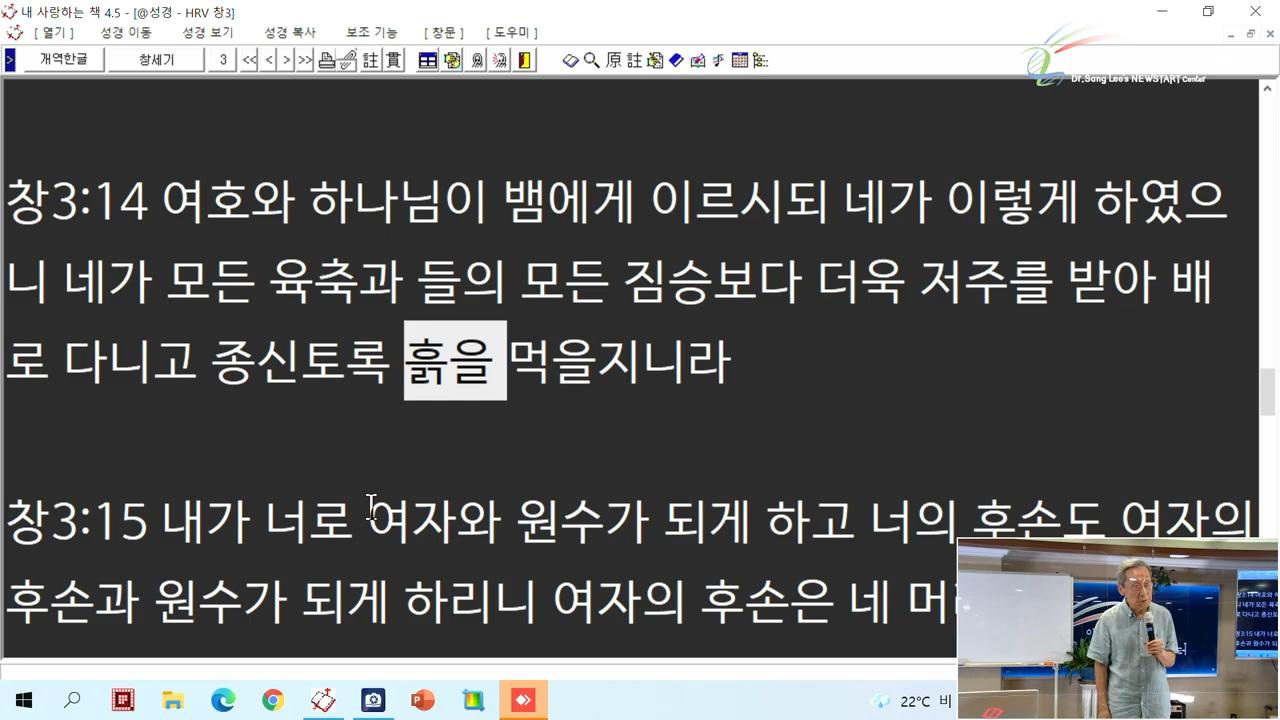 내 사랑하는 책 4.5 - [@성경 - HRV 창3]
[ 열기 ] 성경 이동 성경 보기 성경 복사 보조 기능 [ 창문 ] [ 도우미 ]
> 개역한글 창세기 3 << < > >> 註 貫 原 註
Dr.Sang Lee's NEWSTART Center
창3:14 여호와 하나님이 뱀에게 이르시되 네가 이렇게 하였으
니 네가 모든 육축과 들의 모든 짐승보다 더욱 저주를 받아 배
로 다니고 종신토록 흙을 먹을지니라
창3:15 내가 너로 여자와 원수가 되게 하고 너의 후손도 여자의
후손과 원수가 되게 하리니 여자의 후손은 네 머
22°C 비